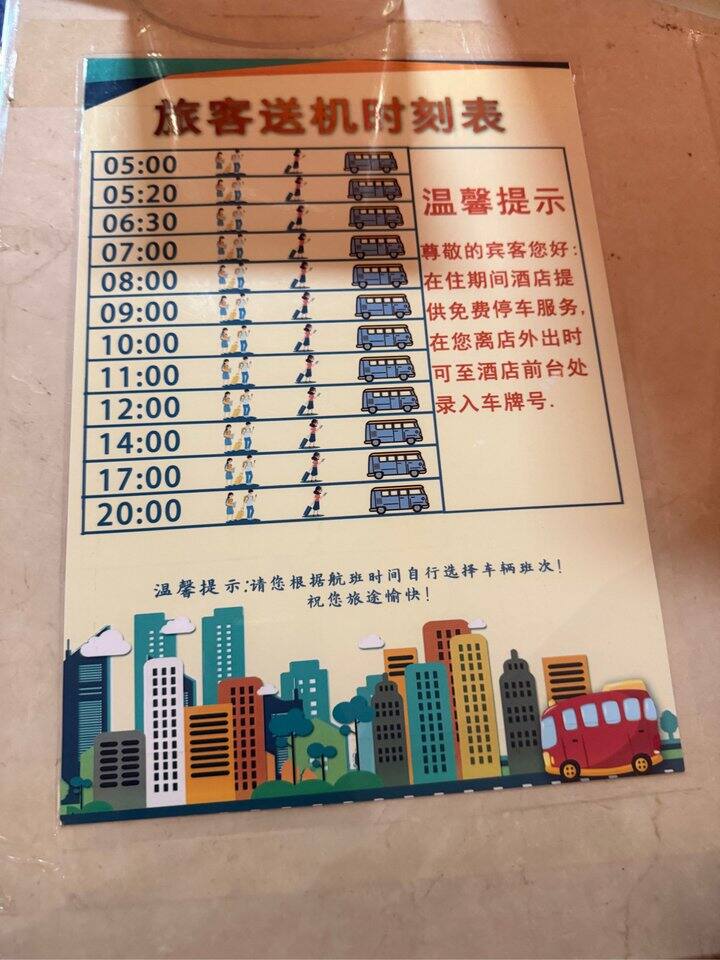 旅客送机时刻表
05:00
05:20
06:30
07:00
08:00
09:00
10:00
11:00
12:00
14:00
17:00
20:00
温馨提示
尊敬的宾客您好:
在住期间酒店提
供免费停车服务,
在您离店外出时
可至酒店前台处
录入车牌号.
温馨提示:请您根据航班时间自行选择车辆班次!
祝您旅途愉快!